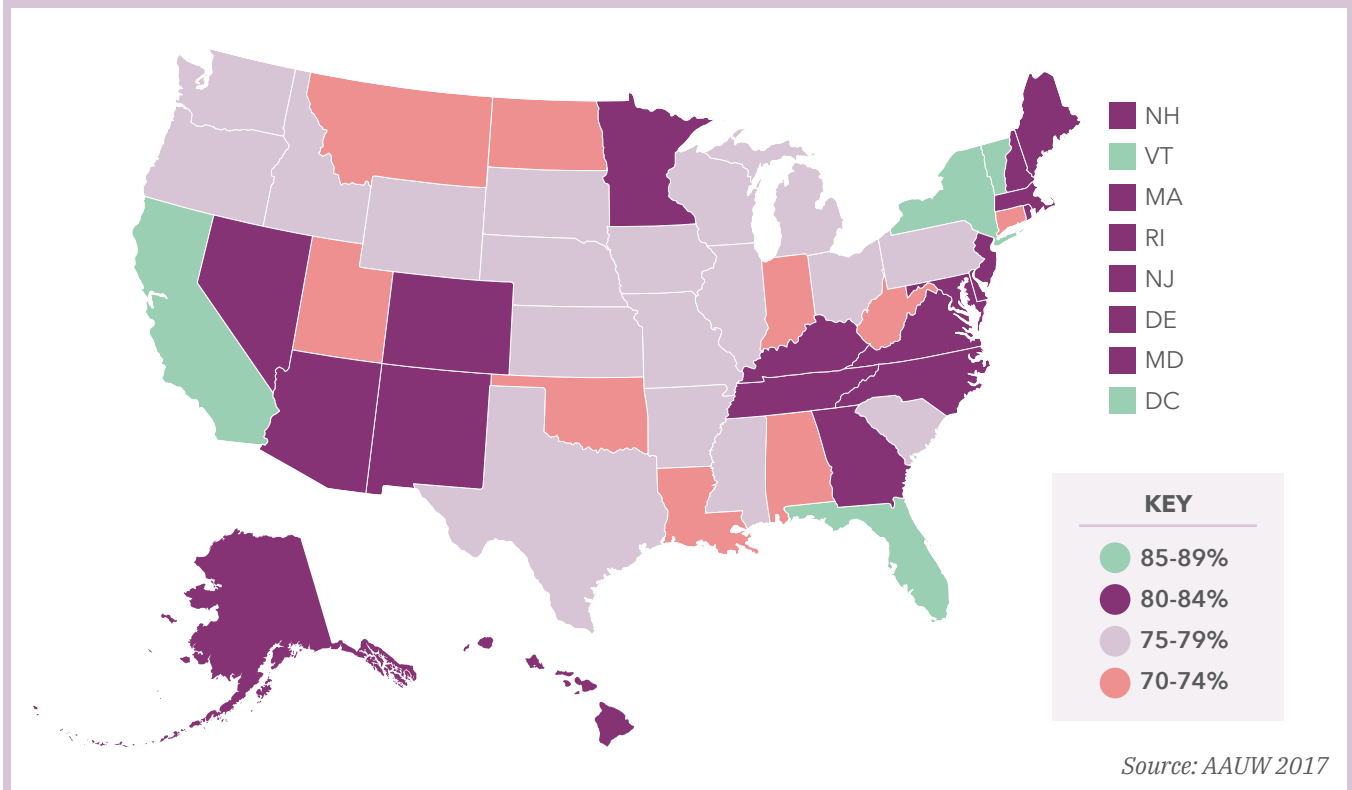 NH
VT
MA
RI
NJ
DE
MD
DC
KEY
85-89%
80-84%
75-79%
70-74%
Source: AAUW 2017